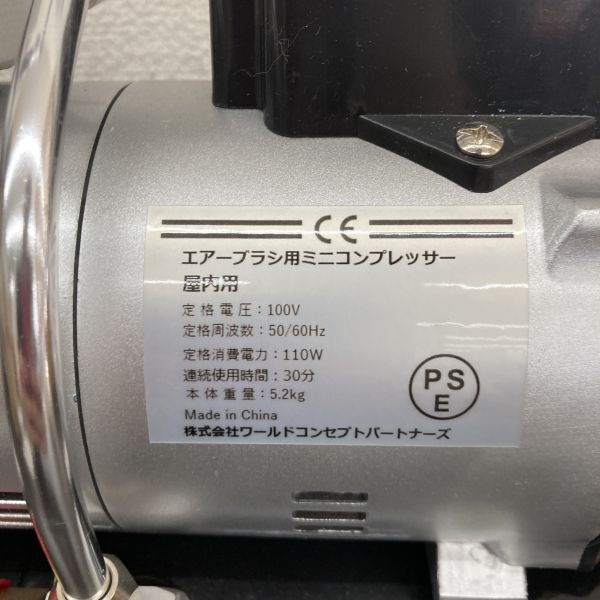 CE
エアーブラシ用ミニコンプレッサー
屋内用
定格電圧：100V
定格周波数：50/60Hz
定格消費電力：110W
連続使用時間：30分
本体重量：5.2kg
Made in China
株式会社ワールドコンセプトパートナーズ
PS
E